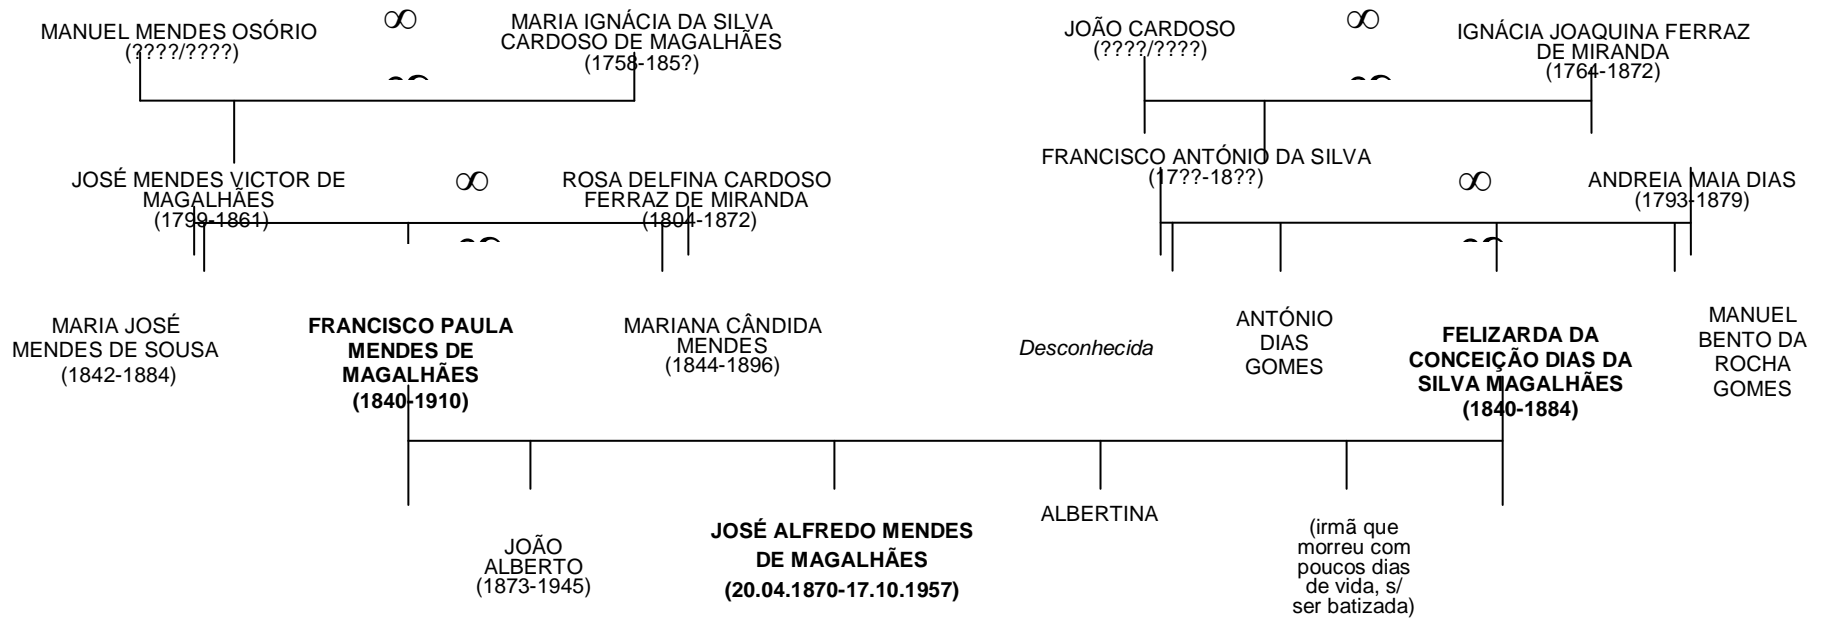 MANUEL MENDES OSÓRIO
(????/????)
∞
MARIA IGNÁCIA DA SILVA
CARDOSO DE MAGALHÃES
(1758-185?)
JOÃO CARDOSO
(????/????)
∞
IGNÁCIA JOAQUINA FERRAZ
DE MIRANDA
(1764-1872)
JOSÉ MENDES VICTOR DE
MAGALHÃES
(1799-1861)
∞
ROSA DELFINA CARDOSO
FERRAZ DE MIRANDA
(1804-1872)
FRANCISCO ANTÓNIO DA SILVA
(17??-18??)
∞
ANDREIA MAIA DIAS
(1793-1879)
MARIA JOSÉ
MENDES DE SOUSA
(1842-1884)
FRANCISCO PAULA
MENDES DE
MAGALHÃES
(1840-1910)
MARIANA CÂNDIDA
MENDES
(1844-1896)
Desconhecida
ANTÓNIO
DIAS
GOMES
FELIZARDA DA
CONCEIÇÃO DIAS DA
SILVA MAGALHÃES
(1840-1884)
MANUEL
BENTO DA
ROCHA
GOMES
JOÃO
ALBERTO
(1873-1945)
JOSÉ ALFREDO MENDES
DE MAGALHÃES
(20.04.1870-17.10.1957)
ALBERTINA
(irmã que
morreu com
poucos dias
de vida, s/
ser batizada)